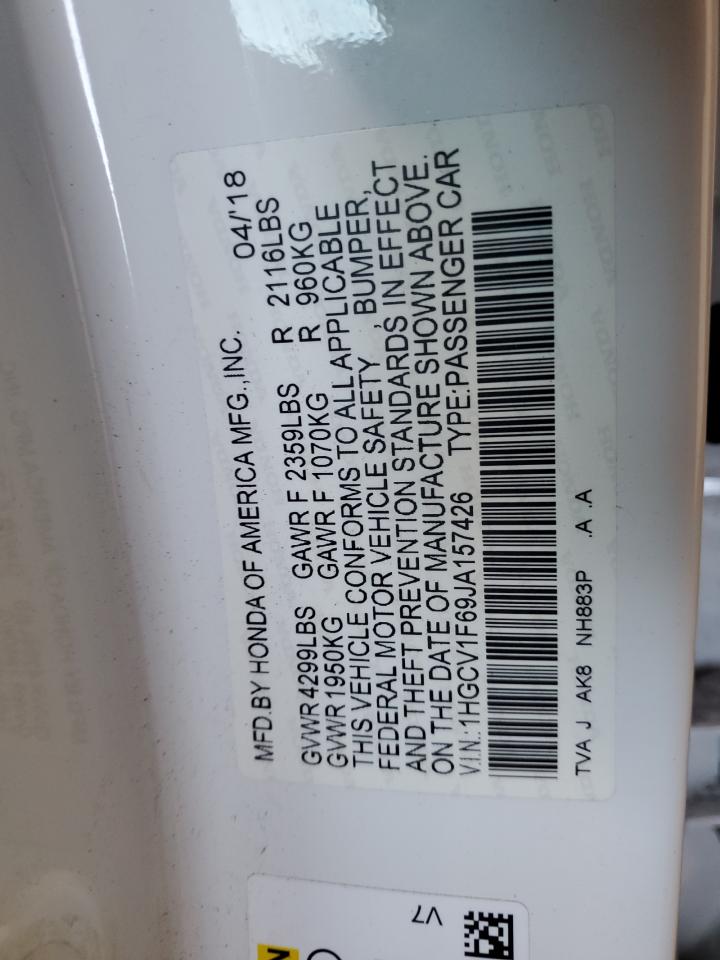 MFD.BY HONDA OF AMERICA MFG.,INC. 04/'18
GVWR 4299LBS GAWR F 2359LBS R 2116LBS
GVWR 1950KG GAWR F 1070KG R 960KG
THIS VEHICLE CONFORMS TO ALL APPLICABLE
FEDERAL MOTOR VEHICLE SAFETY , BUMPER,
AND THEFT PREVENTION STANDARDS IN EFFECT
ON THE DATE OF MANUFACTURE SHOWN ABOVE.
V.I.N.:1HGCV1F69JA157426 TYPE:PASSENGER CAR
TVA J AK8 NH883P .A .A
V7
N